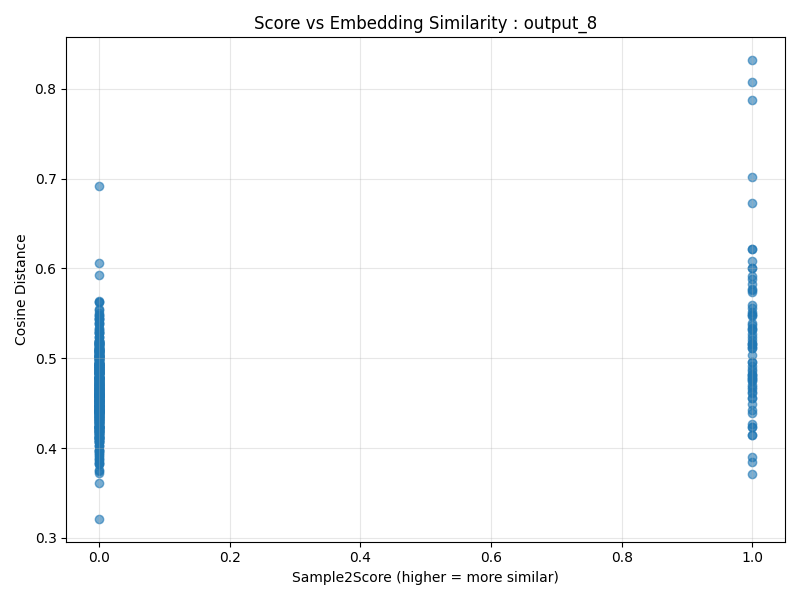 Score vs Embedding Similarity : output_8
Cosine Distance
0.8
0.7
0.6
0.5
0.4
0.3
0.0 0.2 0.4 0.6 0.8 1.0
Sample2Score (higher = more similar)